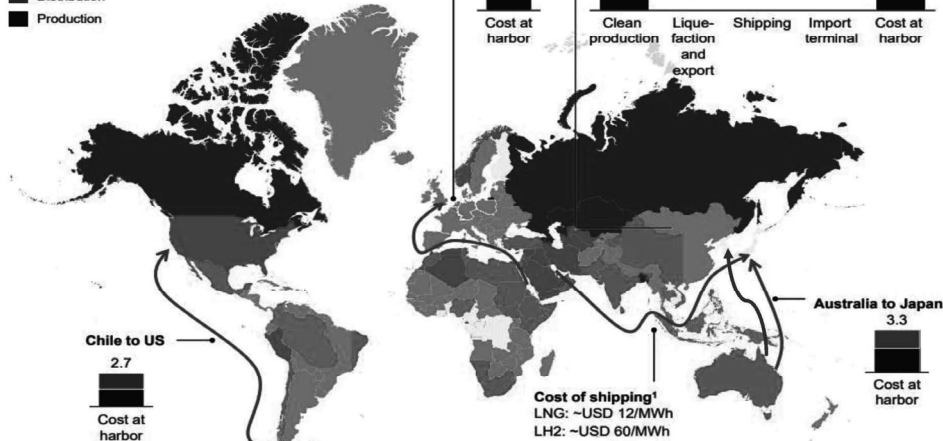 Production
Cost at
harbor
Clean
production
Lique-
faction
and
export
Shipping
Import
terminal
Cost at
harbor
Chile to US
2.7
Cost at
harbor
Cost of shipping¹
LNG: ~USD 12/MWh
LH2: ~USD 60/MWh
Australia to Japan
3.3
Cost at
harbor